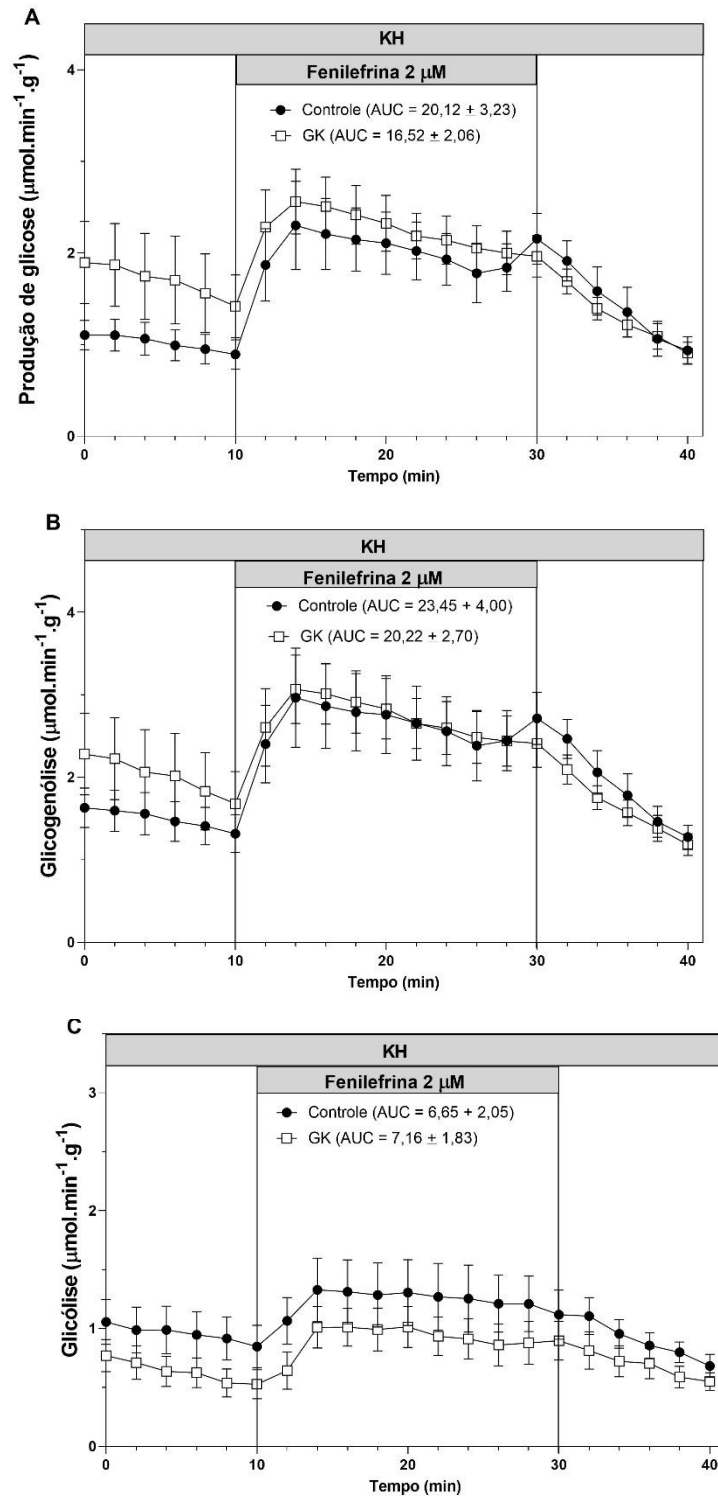 A
KH
Fenilefrina 2 μM
Controle (AUC = 20,12 ± 3,23)
GK (AUC = 16,52 ± 2,06)
Produção de glicose (μmol.min⁻¹.g⁻¹)
4
2
0
0 10 20 30 40
Tempo (min)
B
KH
Fenilefrina 2 μM
Controle (AUC = 23,45 + 4,00)
GK (AUC = 20,22 + 2,70)
Glicogenólise (μmol.min⁻¹.g⁻¹)
4
2
0
0 10 20 30 40
Tempo (min)
C
KH
Fenilefrina 2 μM
Controle (AUC = 6,65 + 2,05)
GK (AUC = 7,16 ± 1,83)
Glicólise (μmol.min⁻¹.g⁻¹)
3
2
1
0
0 10 20 30 40
Tempo (min)